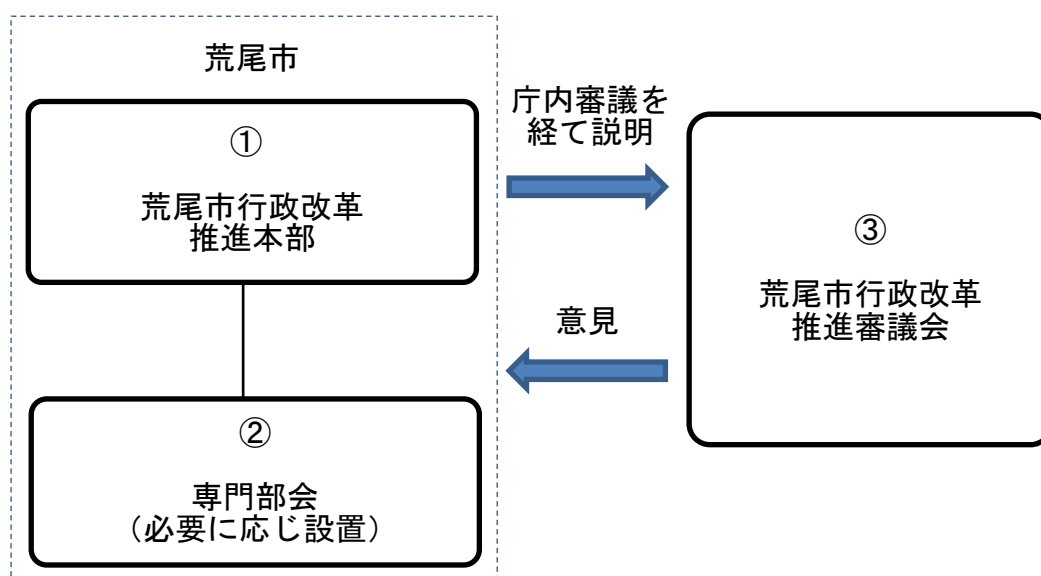 荒尾市
①
荒尾市行政改革
推進本部
庁内審議を
経て説明
③
荒尾市行政改革
推進審議会
意見
②
専門部会
（必要に応じ設置）